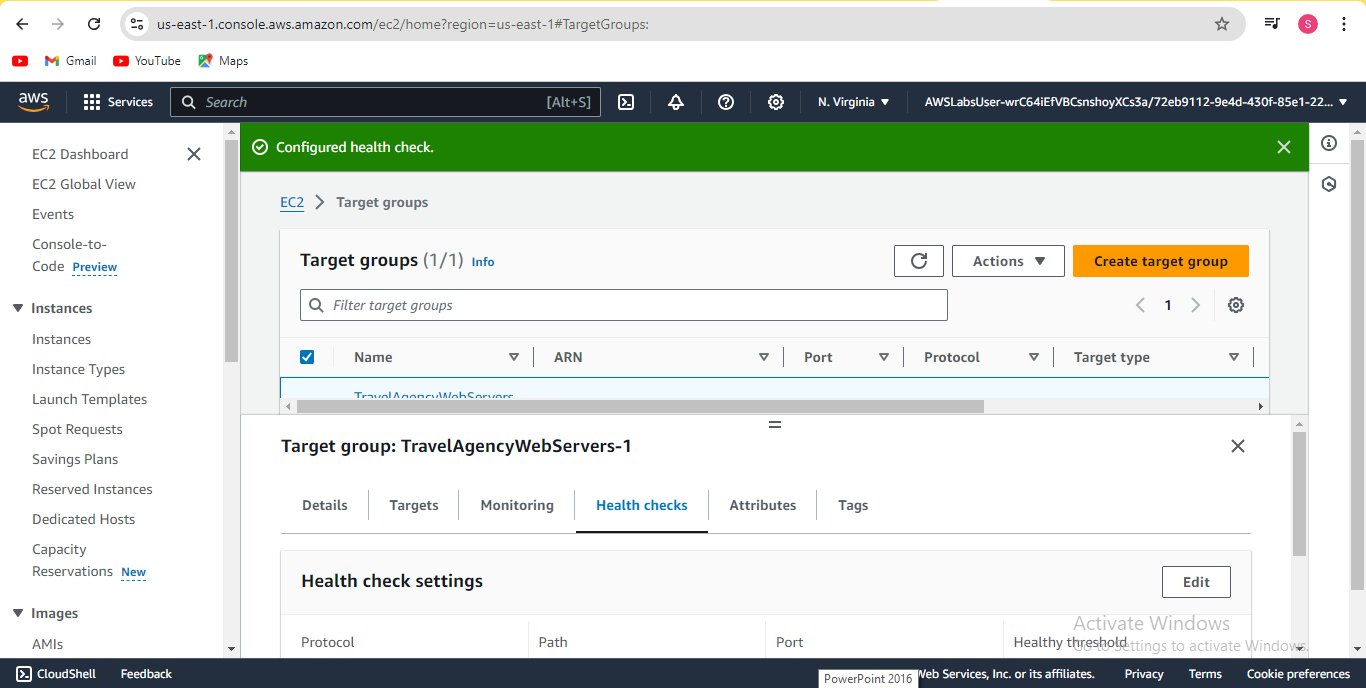 us-east-1.console.aws.amazon.com/ec2/home?region=us-east-1#TargetGroups:
S
Gmail
YouTube
Maps
aws
Services
Search
[Alt+S]
N. Virginia
AWSLabsUser-wrC64iEfVBCsnshoyXCs3a/72eb9112-9e4d-430f-85e1-22...
EC2 Dashboard
EC2 Global View
Events
Console-to-
Code Preview
Instances
Instances
Instance Types
Launch Templates
Spot Requests
Savings Plans
Reserved Instances
Dedicated Hosts
Capacity
Reservations New
Images
AMIs
Configured health check.
EC2 > Target groups
Target groups (1/1) Info
Actions
Create target group
Filter target groups
1
Name
ARN
Port
Protocol
Target type
TravelAgencyWebServers
Target group: TravelAgencyWebServers-1
Details
Targets
Monitoring
Health checks
Attributes
Tags
Health check settings
Edit
Protocol
Path
Port
Healthy threshold
Activate Windows
Go to Settings to activate Windows.
CloudShell
Feedback
PowerPoint 2016
Web Services, Inc. or its affiliates.
Privacy
Terms
Cookie preferences